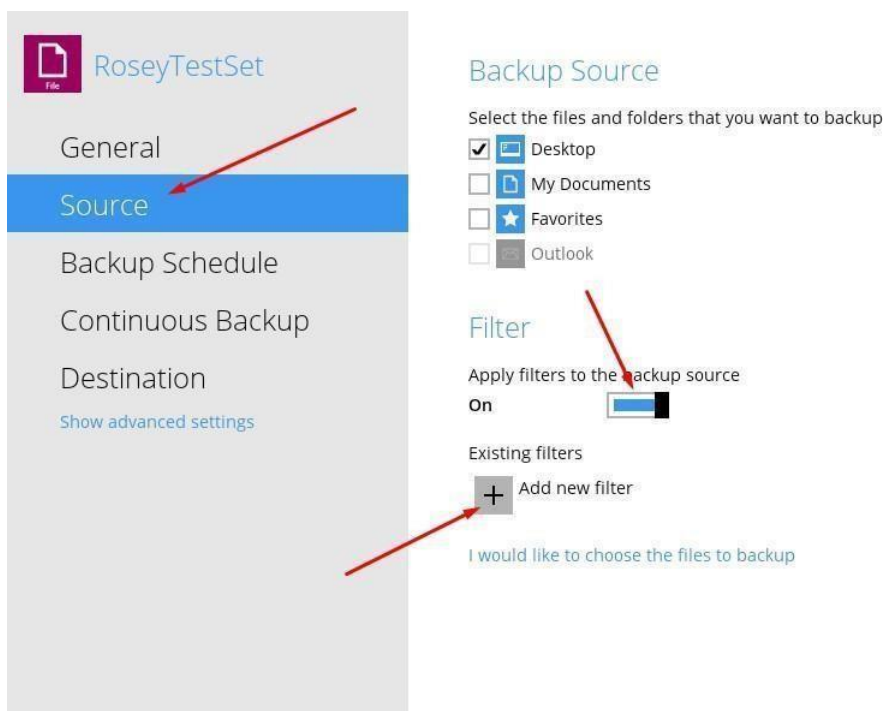 File
RoseyTestSet
General
Source
Backup Schedule
Continuous Backup
Destination
Show advanced settings
Backup Source
Select the files and folders that you want to backup
Desktop
My Documents
Favorites
Outlook
Filter
Apply filters to the backup source
On
Existing filters
Add new filter
I would like to choose the files to backup